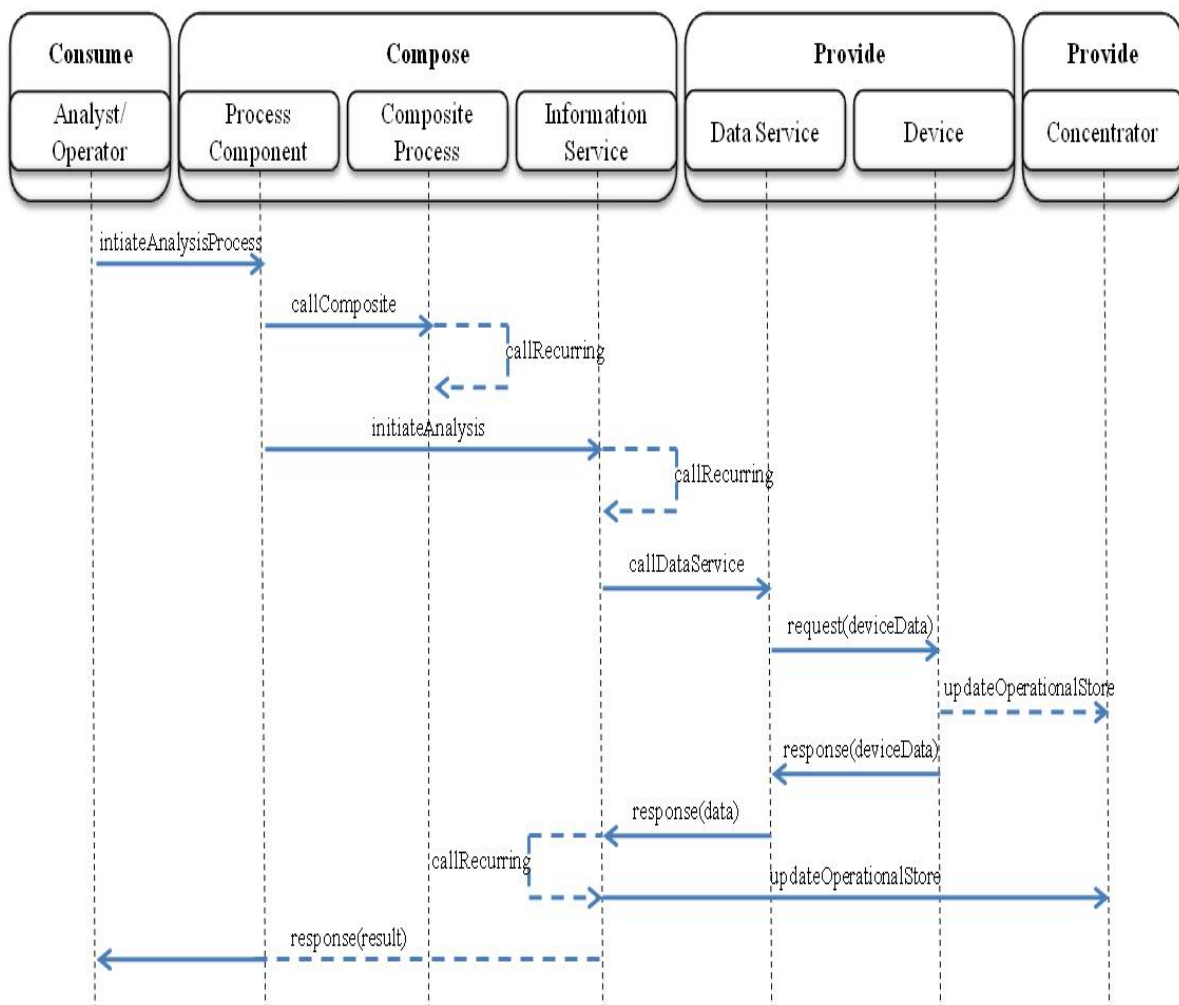 Consume
Compose
Provide
Provide
Analyst/
Operator
Process
Component
Composite
Process
Information
Service
Data Service
Device
Concentrator
intiateAnalysisProcess
callComposite
callRecurring
initiateAnalysis
callRecurring
callDataService
request(deviceData)
updateOperationalStore
response(deviceData)
response(data)
callRecurring
updateOperationalStore
response(result)